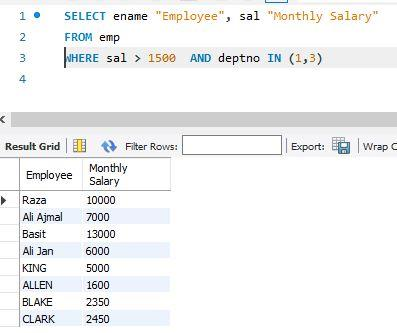 1 SELECT ename "Employee", sal "Monthly Salary"
2 FROM emp
3 WHERE sal > 1500 AND deptno IN (1,3)
4
Result Grid Filter Rows: Export: Wrap C
Employee Monthly Salary
Raza 10000
Ali Ajmal 7000
Basit 13000
Ali Jan 6000
KING 5000
ALLEN 1600
BLAKE 2350
CLARK 2450